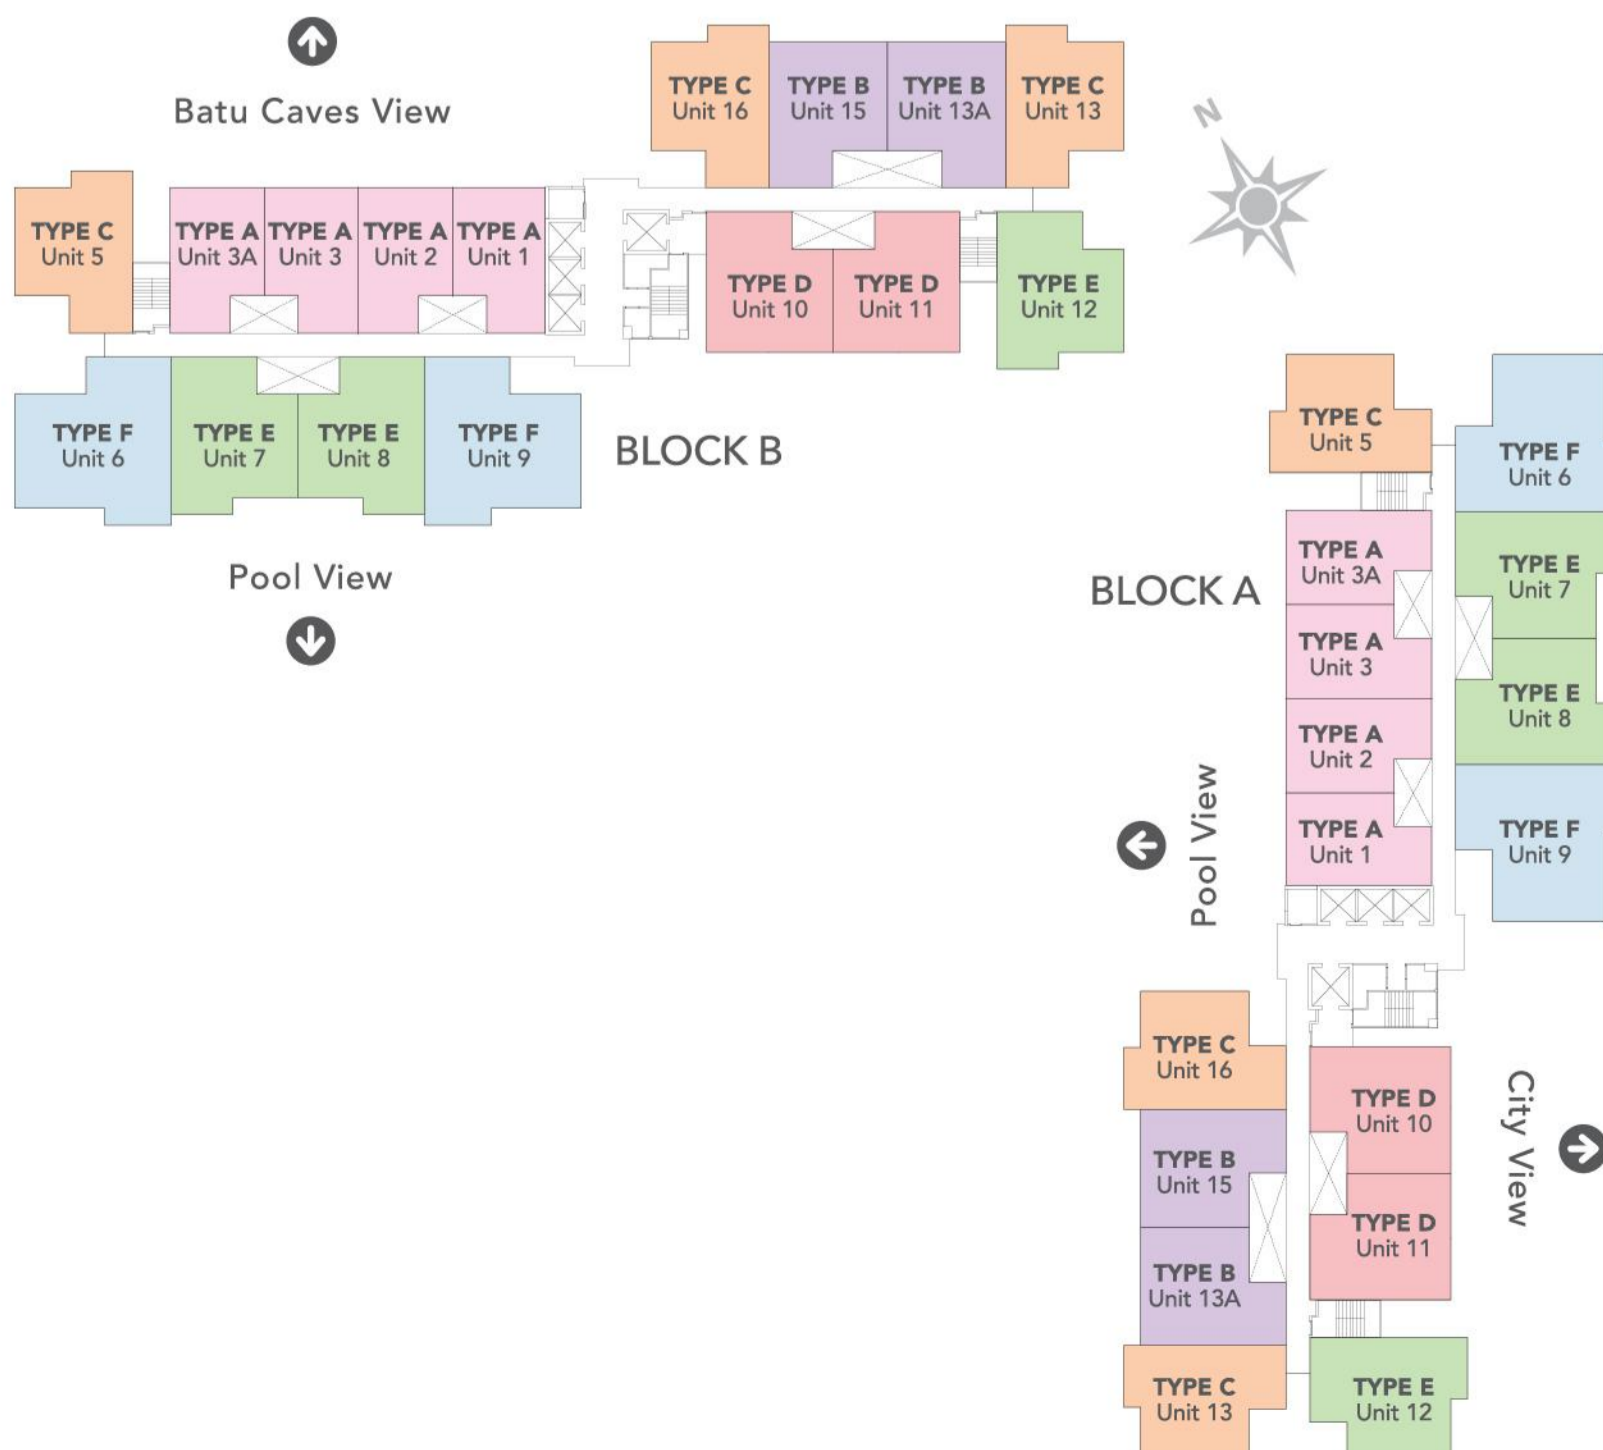 Batu Caves View
TYPE C
Unit 16
TYPE B
Unit 15
TYPE B
Unit 13A
TYPE C
Unit 13
N
TYPE C
Unit 5
TYPE A
Unit 3A
TYPE A
Unit 3
TYPE A
Unit 2
TYPE A
Unit 1
TYPE D
Unit 10
TYPE D
Unit 11
TYPE E
Unit 12
TYPE F
Unit 6
TYPE E
Unit 7
TYPE E
Unit 8
TYPE F
Unit 9
BLOCK B
Pool View
TYPE C
Unit 5
TYPE F
Unit 6
BLOCK A
TYPE A
Unit 3A
TYPE E
Unit 7
TYPE A
Unit 3
TYPE E
Unit 8
TYPE A
Unit 2
TYPE A
Unit 1
TYPE F
Unit 9
Pool View
TYPE C
Unit 16
TYPE D
Unit 10
City View
TYPE B
Unit 15
TYPE D
Unit 11
TYPE B
Unit 13A
TYPE C
Unit 13
TYPE E
Unit 12